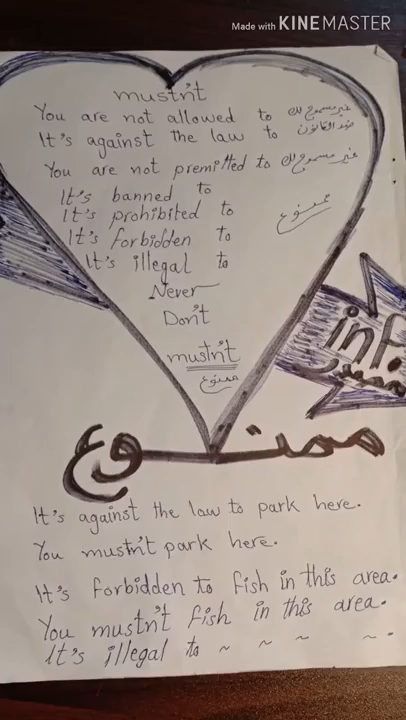 Made with KINEMASTER
mustn't
You are not allowed to غير مسموح لك
It's against the law to ضد القانون
You are not premitted to غير مسموح لك
It's banned to
It's prohibited to ممنوع
It's forbidden to
It's illegal to
Never
Don't
mustn't
ممنوع
inf.
مصدر
ممنوع
It's against the law to park here.
You mustn't park here.
It's forbidden to fish in this area.
You mustn't fish in this area.
It's illegal to ~ ~ ~ ~.